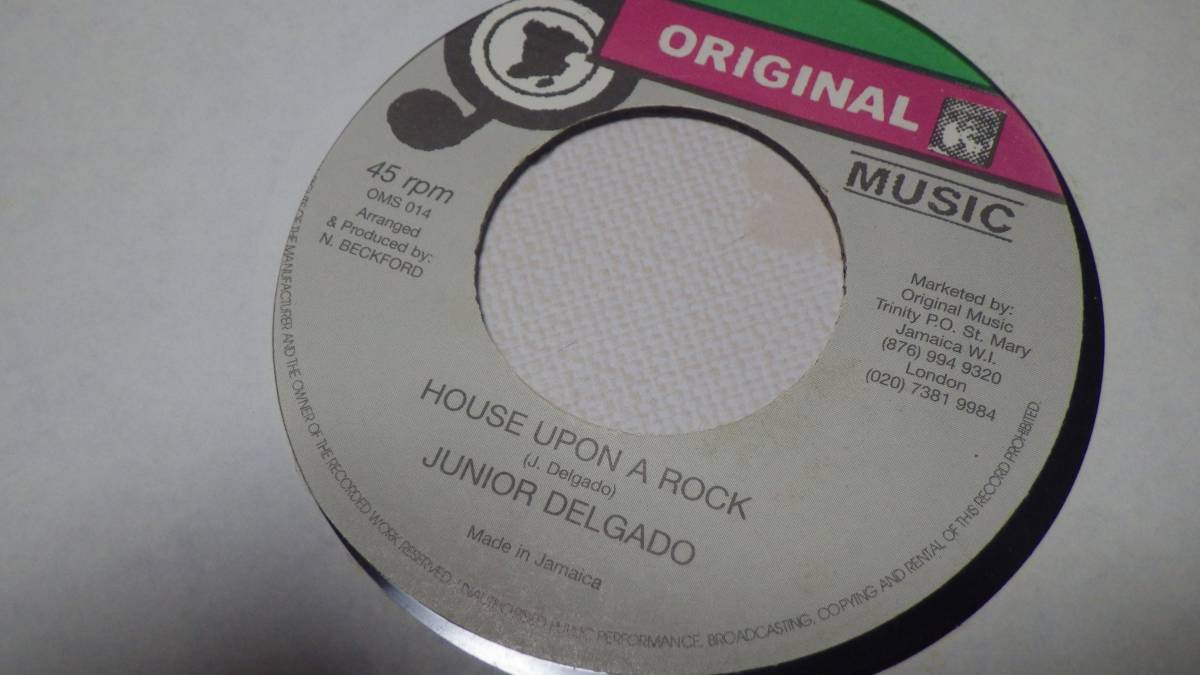 ORIGINAL
MUSIC
45 rpm
OMS 014
Arranged
& Produced by:
N. BECKFORD
Marketed by:
Original Music
Trinity P.O. St. Mary
Jamaica W.I.
(876) 994 9320
London
(020) 7381 9984
HOUSE UPON A ROCK
(J. Delgado)
JUNIOR DELGADO
Made in Jamaica
OF THE MANUFACTURER AND THE OWNER OF THE RECORDED WORK RESERVED. UNAUTHORISED PUBLIC PERFORMANCE, BROADCASTING, COPYING AND RENTAL OF THIS RECORD PROHIBITED.